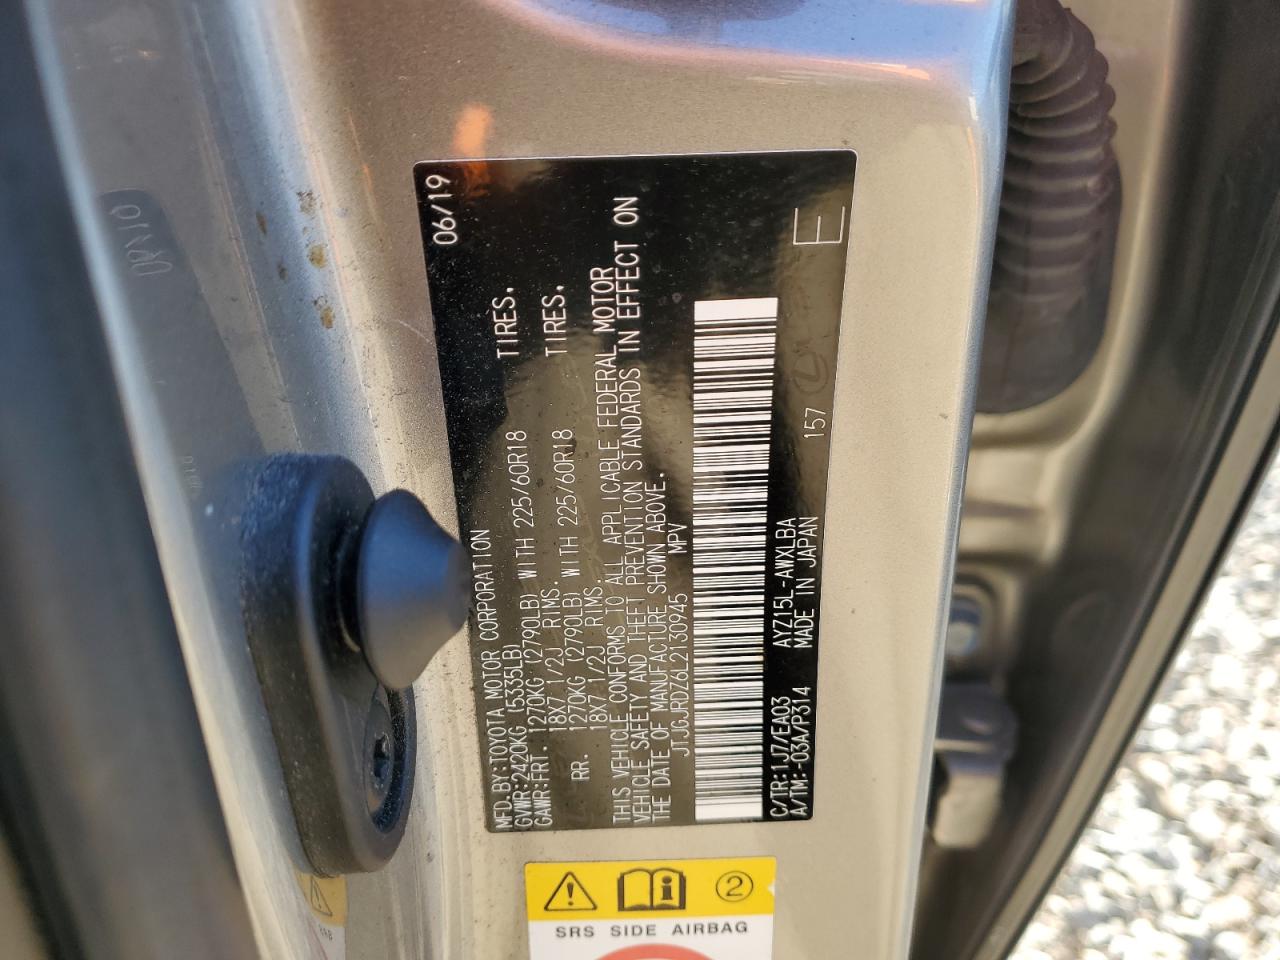 MFD.BY:TOYOTA MOTOR CORPORATION 06/19
GVWR:2420KG (5335LB)
GAWR:FRT. 1270KG (2790LB) WITH 225/60R18 TIRES.
18X7 1/2J RIMS.
RR. 1270KG (2790LB) WITH 225/60R18 TIRES.
18X7 1/2J RIMS.
THIS VEHICLE CONFORMS TO ALL APPLICABLE FEDERAL MOTOR
VEHICLE SAFETY AND THEFT PREVENTION STANDARDS IN EFFECT ON
THE DATE OF MANUFACTURE SHOWN ABOVE.
JTJGJRDZ6L2130945 MPV
C/TR:1J7/EA03 AYZ15L-AWXLBA
A/TM:-03A/P314 MADE IN JAPAN 157 E
2
SRS SIDE AIRBAG